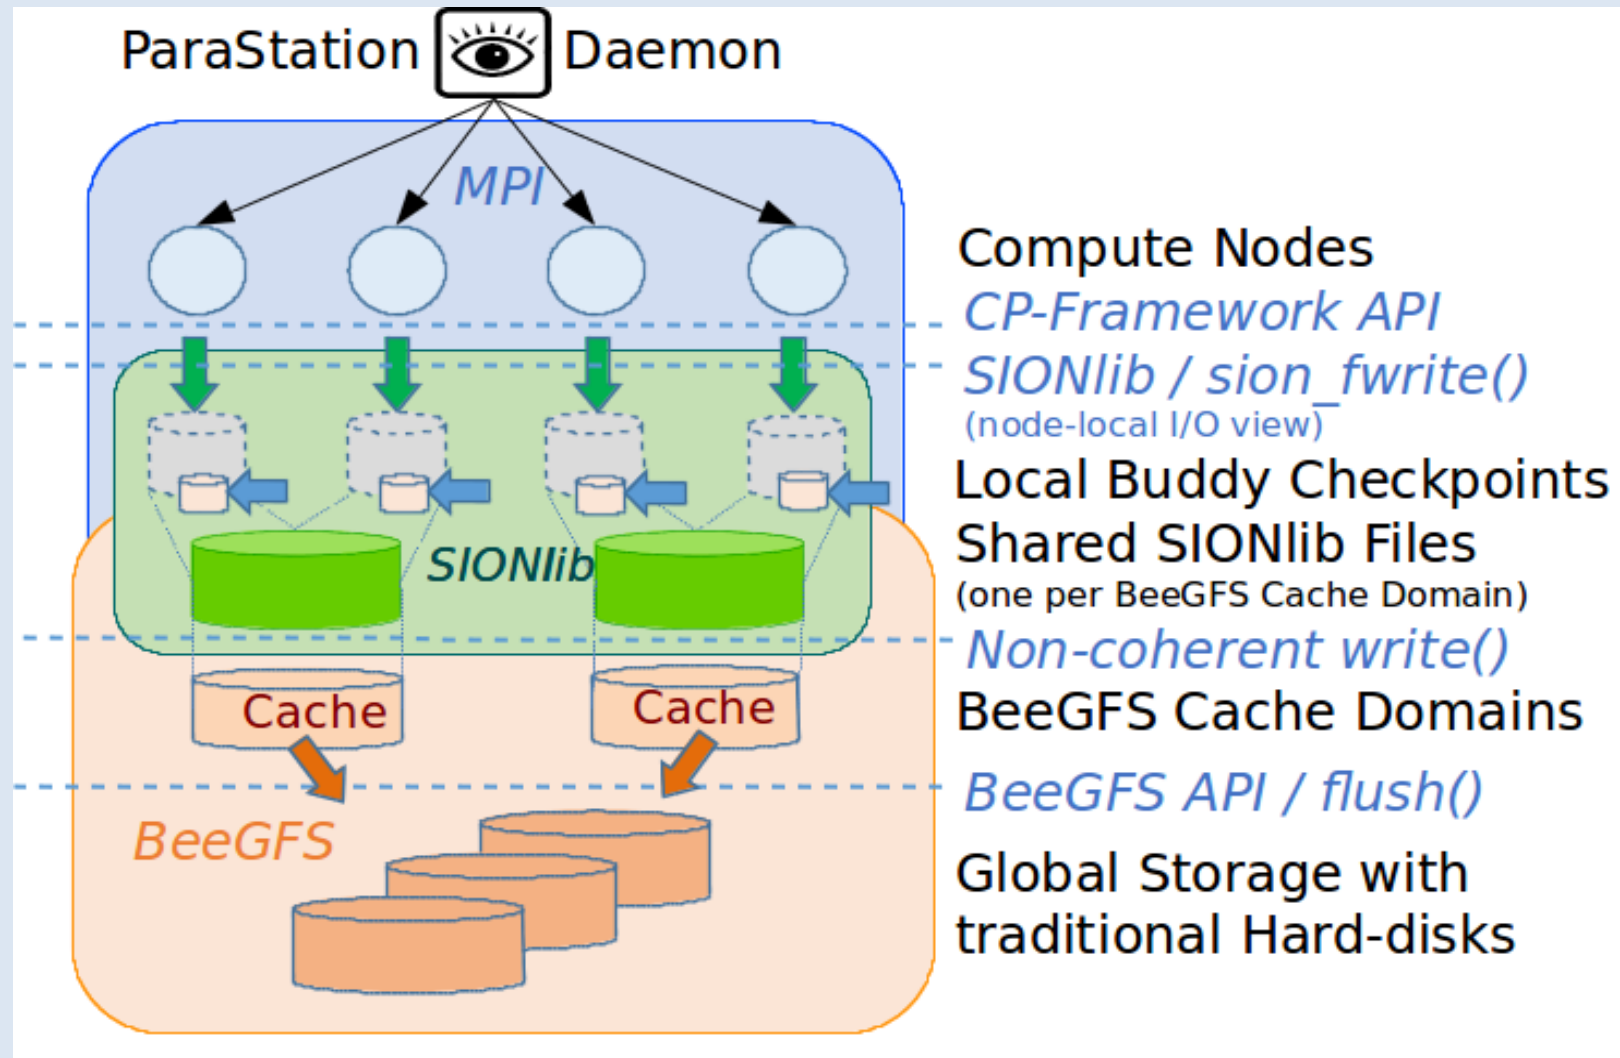 ParaStation Daemon
MPI
Compute Nodes
CP-Framework API
SIONlib / sion_fwrite()
(node-local I/O view)
Local Buddy Checkpoints
Shared SIONlib Files
SIONlib
(one per BeeGFS Cache Domain)
Non-coherent write()
Cache
Cache
BeeGFS Cache Domains
BeeGFS API / flush()
BeeGFS
Global Storage with
traditional Hard-disks